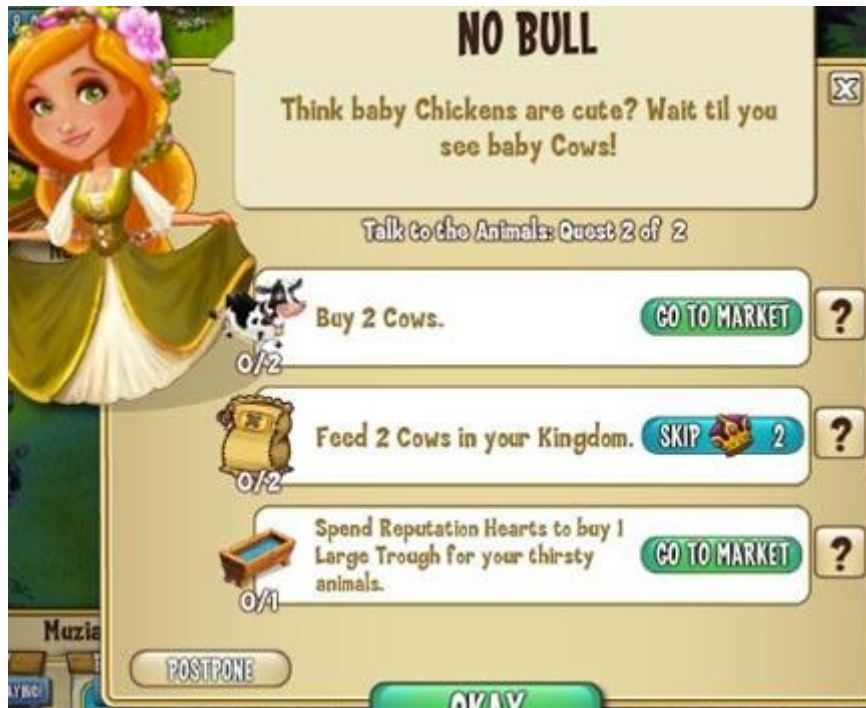 NO BULL
Think baby Chickens are cute? Wait til you
see baby Cows!
Talk to the Animals: Quest 2 of 2
Buy 2 Cows.
GO TO MARKET
?
0/2
Feed 2 Cows in your Kingdom.
SKIP 2
?
0/2
Spend Reputation Hearts to buy 1
Large Trough for your thirsty
animals.
GO TO MARKET
?
0/1
Muzia
POSTPONE
OKAY